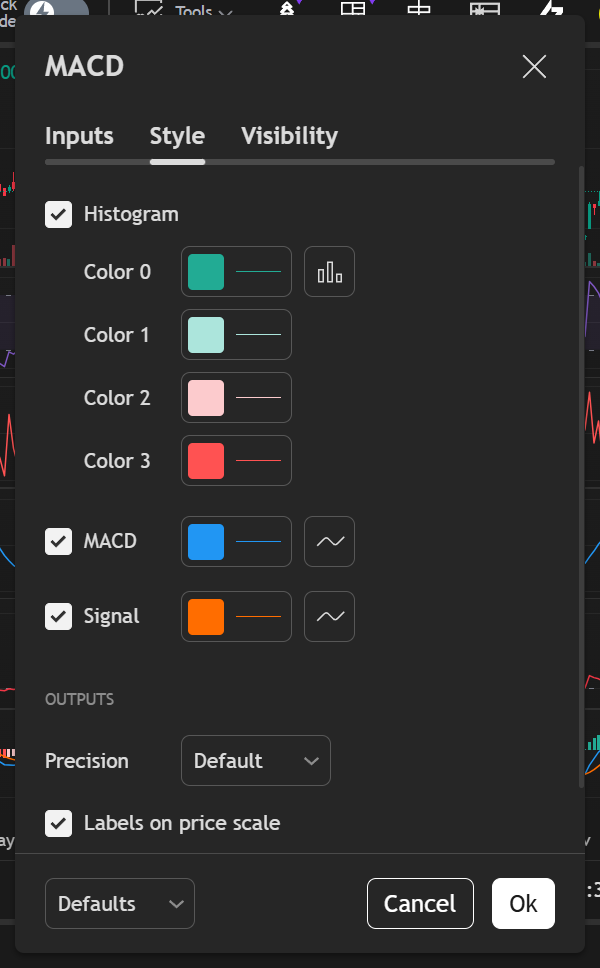 Tools
MACD
Inputs Style Visibility
Histogram
Color 0
Color 1
Color 2
Color 3
MACD
Signal
OUTPUTS
Precision Default
Labels on price scale
Defaults Cancel Ok